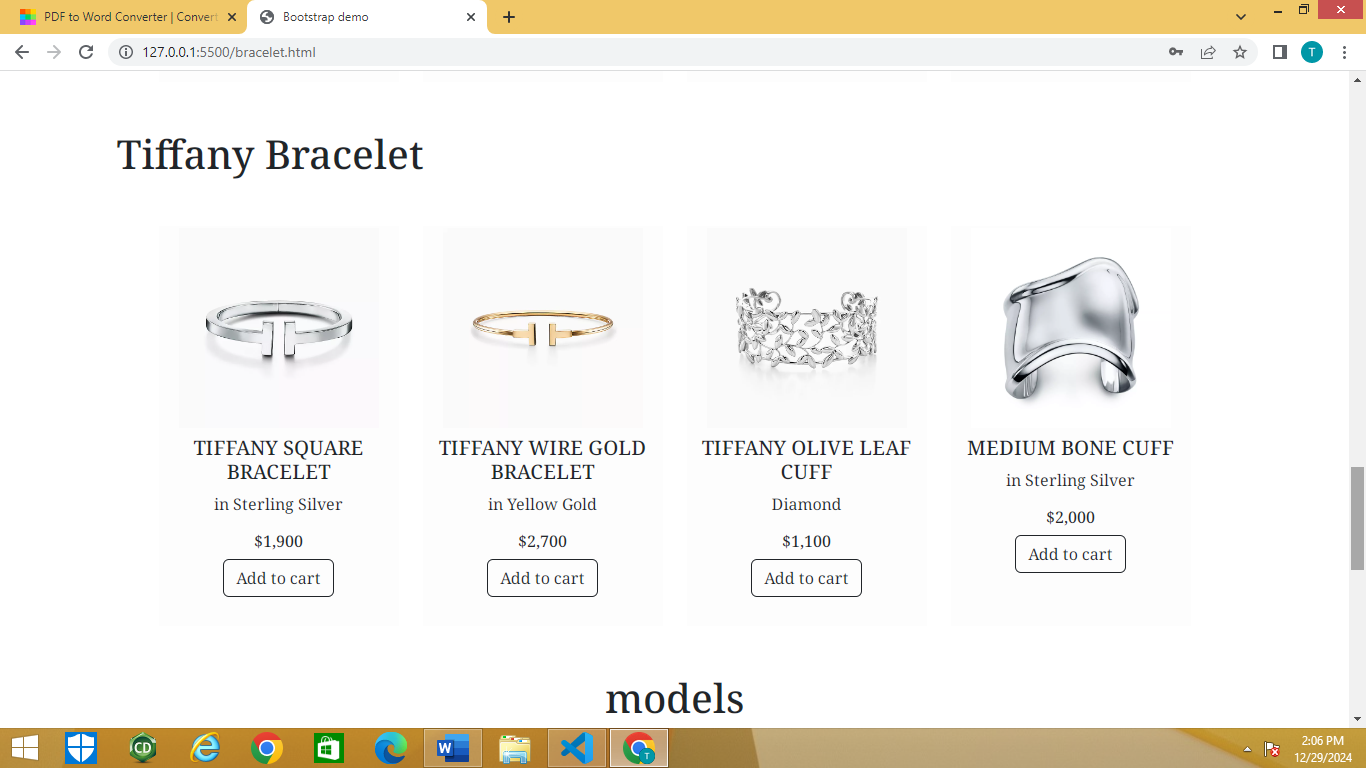 PDF to Word Converter | Convert
Bootstrap demo
127.0.0.1:5500/bracelet.html
T
Tiffany Bracelet
TIFFANY SQUARE
BRACELET
in Sterling Silver
$1,900
Add to cart
TIFFANY WIRE GOLD
BRACELET
in Yellow Gold
$2,700
Add to cart
TIFFANY OLIVE LEAF
CUFF
Diamond
$1,100
Add to cart
MEDIUM BONE CUFF
in Sterling Silver
$2,000
Add to cart
models
CD
W
T
2:06 PM
12/29/2024